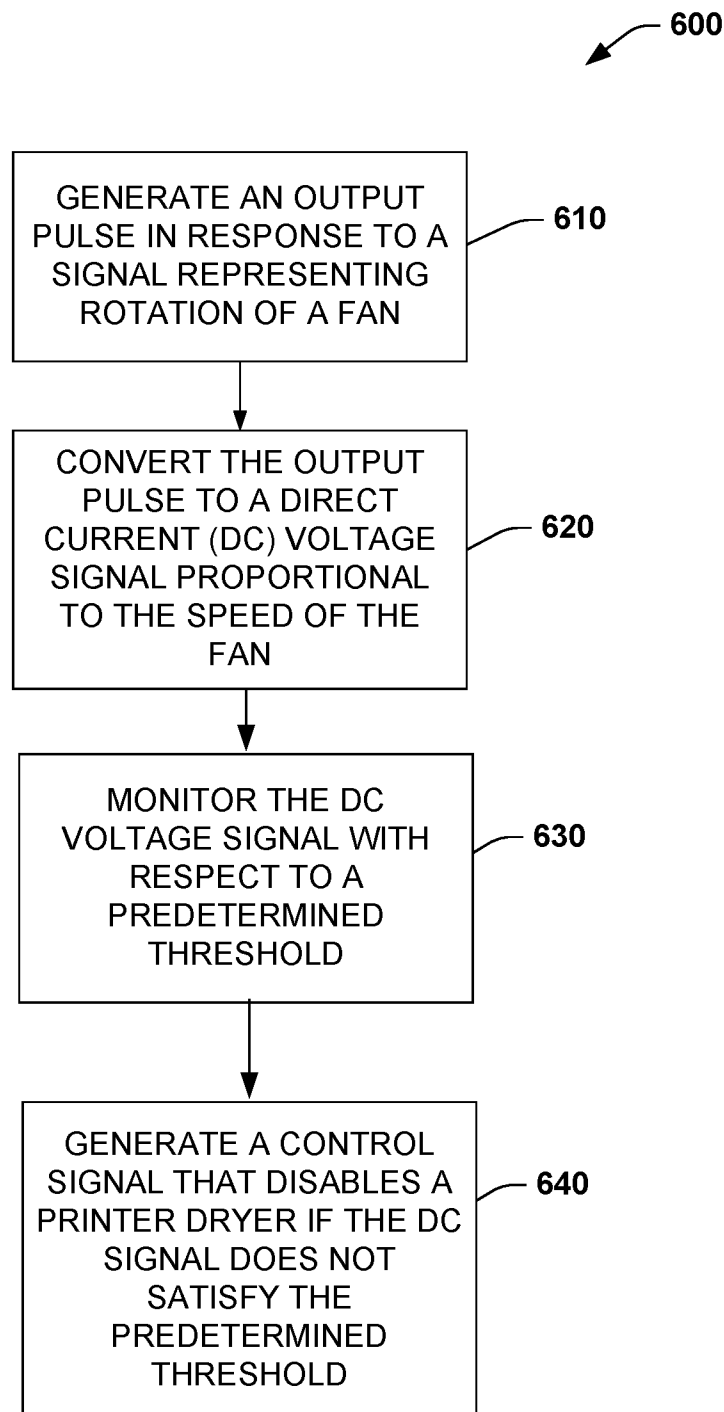 600
GENERATE AN OUTPUT
PULSE IN RESPONSE TO A
SIGNAL REPRESENTING
ROTATION OF A FAN
610
CONVERT THE OUTPUT
PULSE TO A DIRECT
CURRENT (DC) VOLTAGE
SIGNAL PROPORTIONAL
TO THE SPEED OF THE
FAN
620
MONITOR THE DC
VOLTAGE SIGNAL WITH
RESPECT TO A
PREDETERMINED
THRESHOLD
630
GENERATE A CONTROL
SIGNAL THAT DISABLES A
PRINTER DRYER IF THE DC
SIGNAL DOES NOT
SATISFY THE
PREDETERMINED
THRESHOLD
640